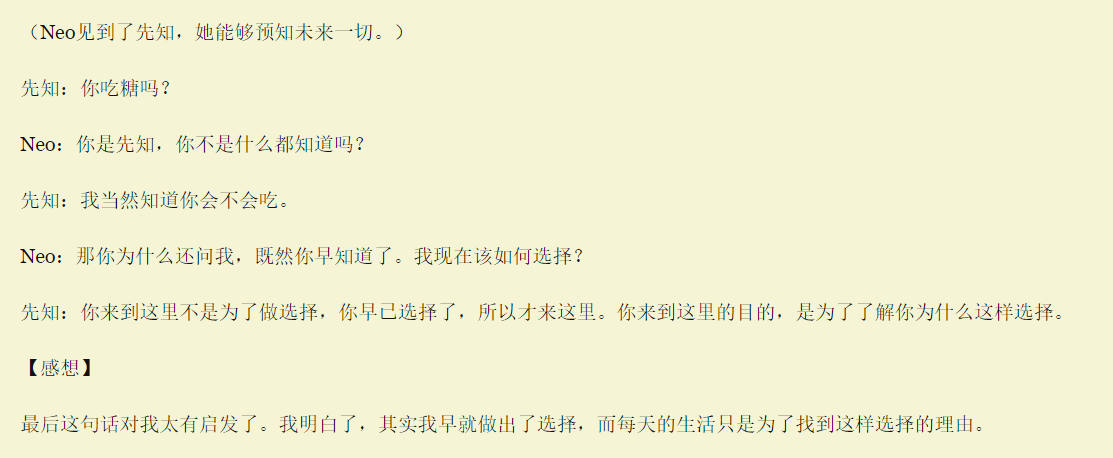 （Neo见到了先知，她能够预知未来一切。）
先知：你吃糖吗？
Neo：你是先知，你不是什么都知道吗？
先知：我当然知道你会不会吃。
Neo：那你为什么还问我，既然你早知道了。我现在该如何选择？
先知：你来到这里不是为了做选择，你早已选择了，所以才来这里。你来到这里的目的，是为了了解你为什么这样选择。
【感想】
最后这句话对我太有启发了。我明白了，其实我早就做出了选择，而每天的生活只是为了找到这样选择的理由。